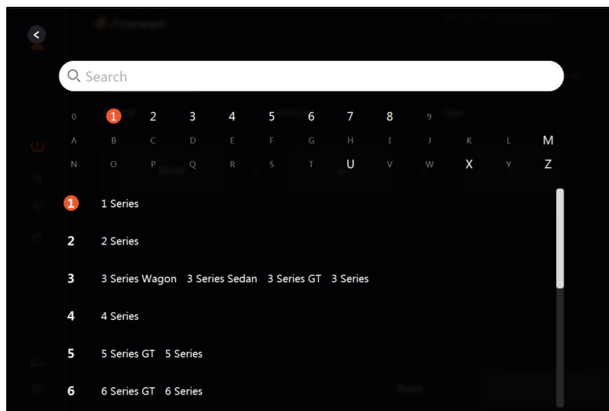 Search
0 1 2 3 4 5 6 7 8 9
A B C D E F G H I J K L M
N O P Q R S T U V W X Y Z
1 1 Series
2 2 Series
3 3 Series Wagon 3 Series Sedan 3 Series GT 3 Series
4 4 Series
5 5 Series GT 5 Series
6 6 Series GT 6 Series